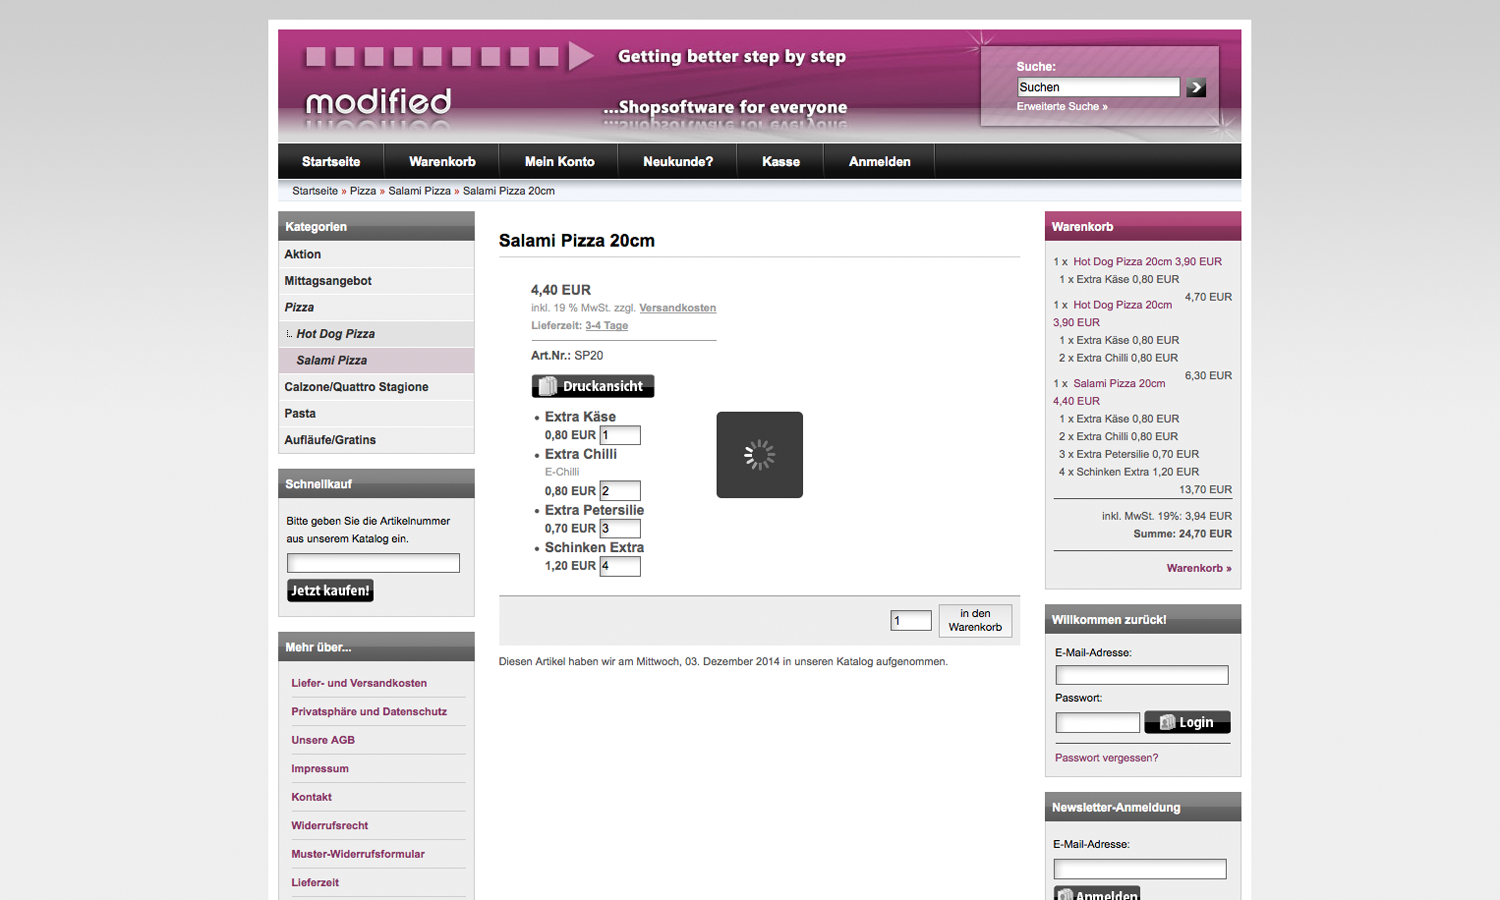 Getting better step by step
modified
...Shopsoftware for everyone
Suche:
Suchen
Erweiterte Suche »
Startseite
Warenkorb
Mein Konto
Neukunde?
Kasse
Anmelden
Startseite » Pizza » Salami Pizza » Salami Pizza 20cm
Kategorien
Aktion
Mittagsangebot
Pizza
Hot Dog Pizza
Salami Pizza
Calzone/Quattro Stagione
Pasta
Aufläufe/Gratins
Schnellkauf
Bitte geben Sie die Artikelnummer
aus unserem Katalog ein.
Jetzt kaufen!
Mehr über...
Liefer- und Versandkosten
Privatsphäre und Datenschutz
Unsere AGB
Impressum
Kontakt
Widerrufsrecht
Muster-Widerrufsformular
Lieferzeit
Salami Pizza 20cm
4,40 EUR
inkl. 19 % MwSt. zzgl. Versandkosten
Lieferzeit: 3-4 Tage
Art.Nr.: SP20
Druckansicht
• Extra Käse
0,80 EUR 1
• Extra Chilli
E-Chilli
0,80 EUR 2
• Extra Petersilie
0,70 EUR 3
• Schinken Extra
1,20 EUR 4
1
in den
Warenkorb
Diesen Artikel haben wir am Mittwoch, 03. Dezember 2014 in unseren Katalog aufgenommen.
Warenkorb
1 x Hot Dog Pizza 20cm 3,90 EUR
1 x Extra Käse 0,80 EUR
4,70 EUR
1 x Hot Dog Pizza 20cm
3,90 EUR
1 x Extra Käse 0,80 EUR
2 x Extra Chilli 0,80 EUR
6,30 EUR
1 x Salami Pizza 20cm
4,40 EUR
1 x Extra Käse 0,80 EUR
2 x Extra Chilli 0,80 EUR
3 x Extra Petersilie 0,70 EUR
4 x Schinken Extra 1,20 EUR
13,70 EUR
inkl. MwSt. 19%: 3,94 EUR
Summe: 24,70 EUR
Warenkorb »
Willkommen zurück!
E-Mail-Adresse:
Passwort:
Login
Passwort vergessen?
Newsletter-Anmeldung
E-Mail-Adresse:
Anmelden